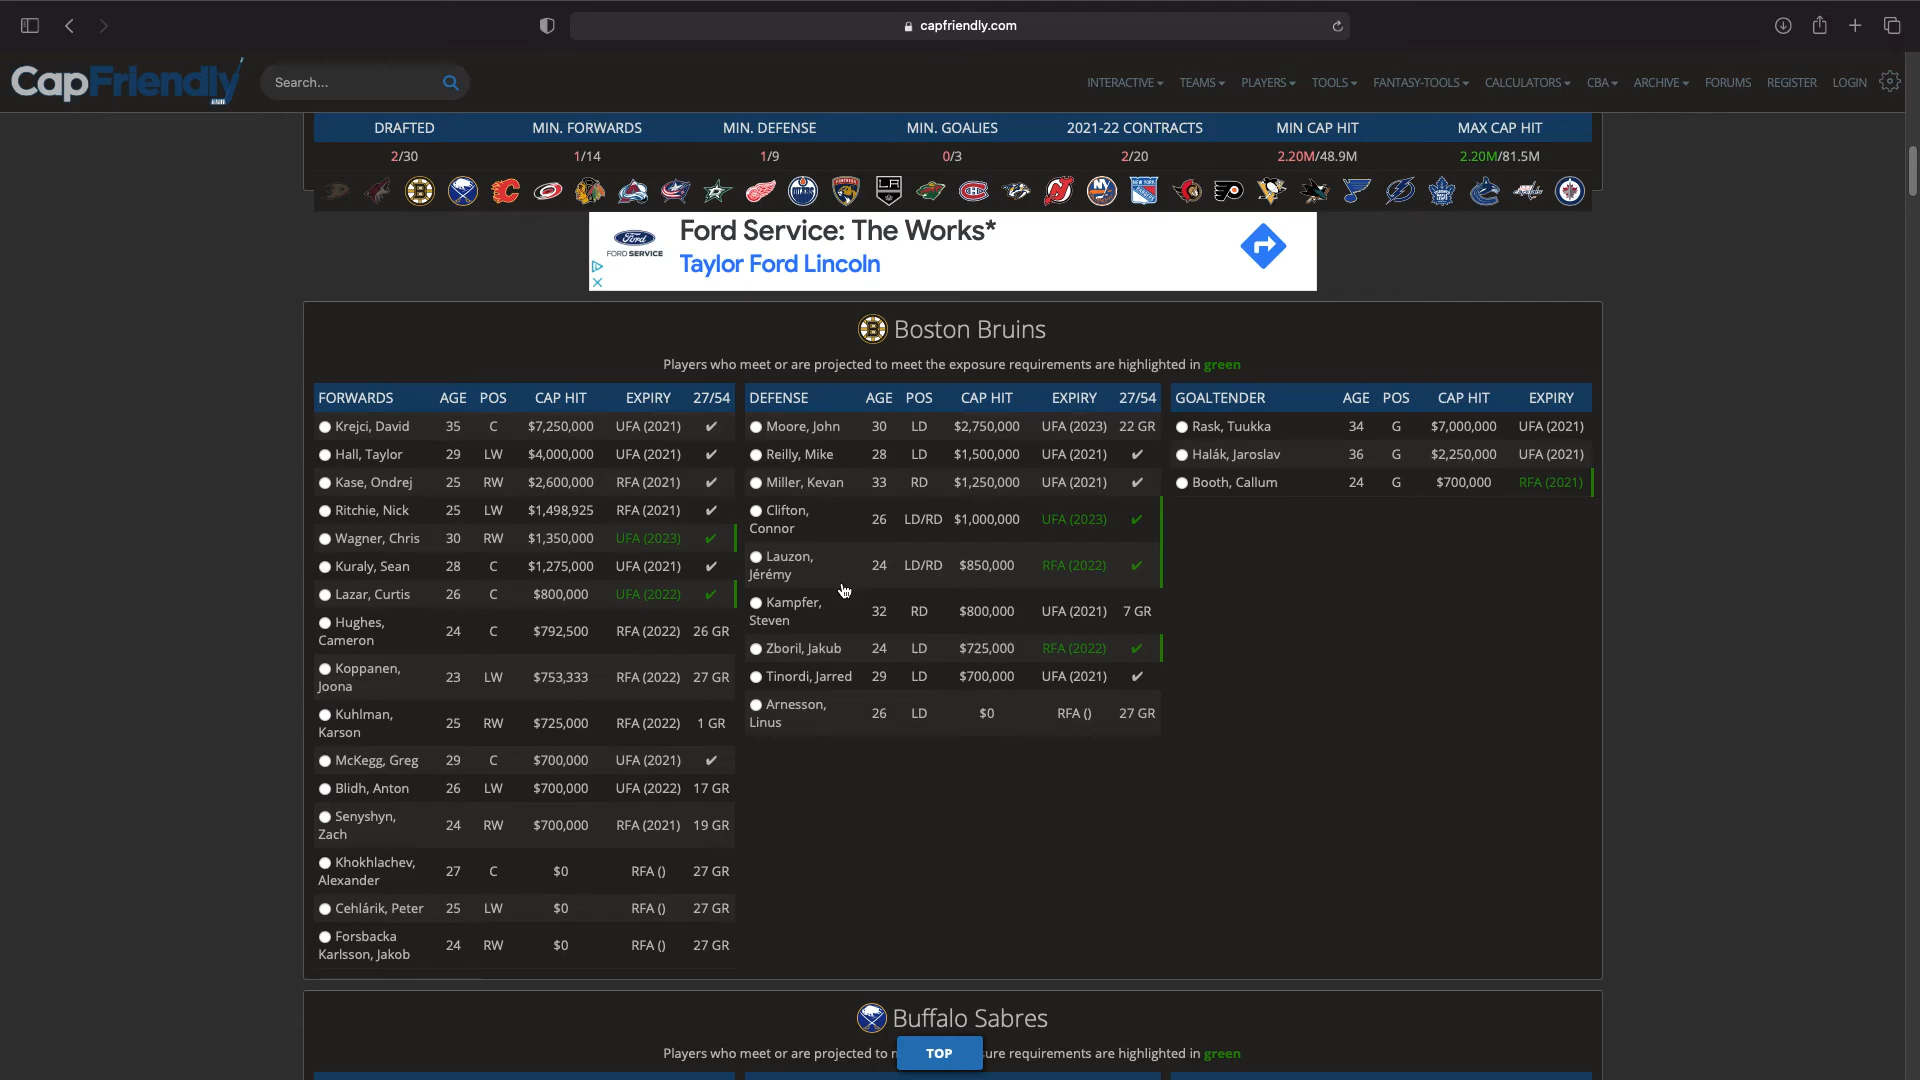 capfriendly.com
CapFriendly
Search...
INTERACTIVE TEAMS PLAYERS TOOLS FANTASY-TOOLS CALCULATORS CBA ARCHIVE FORUMS REGISTER LOGIN
DRAFTED MIN. FORWARDS MIN. DEFENSE MIN. GOALIES 2021-22 CONTRACTS MIN CAP HIT MAX CAP HIT
2/30 1/14 1/9 0/3 2/20 2.20M/48.9M 2.20M/81.5M
Ford
FORD SERVICE
Ford Service: The Works*
Taylor Ford Lincoln
Boston Bruins
Players who meet or are projected to meet the exposure requirements are highlighted in green
FORWARDS AGE POS CAP HIT EXPIRY 27/54
Krejci, David 35 C $7,250,000 UFA (2021) ✔
Hall, Taylor 29 LW $4,000,000 UFA (2021) ✔
Kase, Ondrej 25 RW $2,600,000 RFA (2021) ✔
Ritchie, Nick 25 LW $1,498,925 RFA (2021) ✔
Wagner, Chris 30 RW $1,350,000 UFA (2023) ✔
Kuraly, Sean 28 C $1,275,000 UFA (2021) ✔
Lazar, Curtis 26 C $800,000 UFA (2022) ✔
Hughes,
Cameron 24 C $792,500 RFA (2022) 26 GR
Koppanen,
Joona 23 LW $753,333 RFA (2022) 27 GR
Kuhlman,
Karson 25 RW $725,000 RFA (2022) 1 GR
McKegg, Greg 29 C $700,000 UFA (2021) ✔
Blidh, Anton 26 LW $700,000 UFA (2022) 17 GR
Senyshyn,
Zach 24 RW $700,000 RFA (2021) 19 GR
Khokhlachev,
Alexander 27 C $0 RFA () 27 GR
Cehlárik, Peter 25 LW $0 RFA () 27 GR
Forsbacka
Karlsson, Jakob 24 RW $0 RFA () 27 GR
DEFENSE AGE POS CAP HIT EXPIRY 27/54
Moore, John 30 LD $2,750,000 UFA (2023) 22 GR
Reilly, Mike 28 LD $1,500,000 UFA (2021) ✔
Miller, Kevan 33 RD $1,250,000 UFA (2021) ✔
Clifton,
Connor 26 LD/RD $1,000,000 UFA (2023) ✔
Lauzon,
Jérémy 24 LD/RD $850,000 RFA (2022) ✔
Kampfer,
Steven 32 RD $800,000 UFA (2021) 7 GR
Zboril, Jakub 24 LD $725,000 RFA (2022) ✔
Tinordi, Jarred 29 LD $700,000 UFA (2021) ✔
Arnesson,
Linus 26 LD $0 RFA () 27 GR
GOALTENDER AGE POS CAP HIT EXPIRY
Rask, Tuukka 34 G $7,000,000 UFA (2021)
Halák, Jaroslav 36 G $2,250,000 UFA (2021)
Booth, Callum 24 G $700,000 RFA (2021)
Buffalo Sabres
Players who meet or are projected to m
TOP
ure requirements are highlighted in green